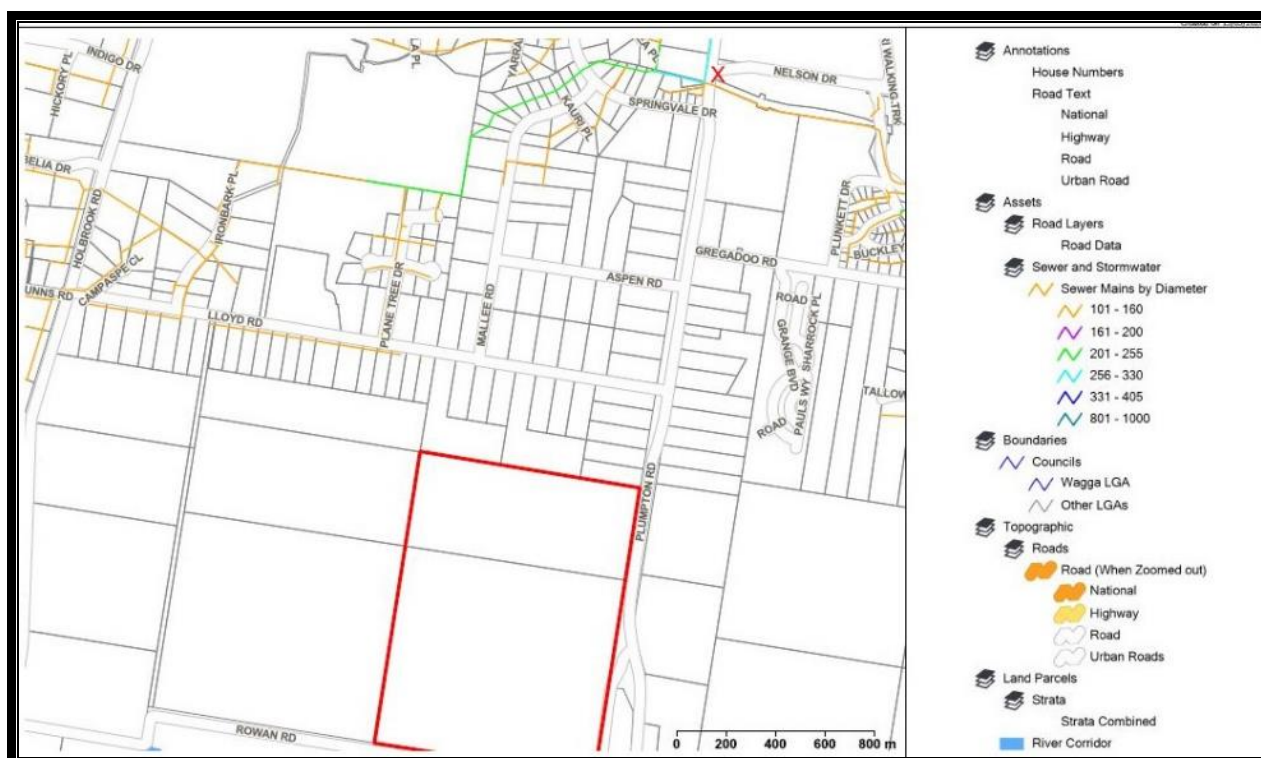 INDIGO DR
HICKORY PL
LA PL
YARRA
EA PL
NELSON DR
R WALKING TRK
SPRINGVALE DR
KAURI PL
BELIA DR
HOLBROOK RD
IRONBARK PL
CAMPASPE CL
UNNS RD
LLOYD RD
PLANE TREE DR
MALLEE RD
ASPEN RD
GREGADOO RD
PLUNKETT DR
BUCKLEY
ROAD
GRANGE BVD
PAULS WY
SHARROCK PL
ROAD
TALLOW
PLUMPTON RD
ROWAN RD
0 200 400 600 800 m
Annotations
House Numbers
Road Text
National
Highway
Road
Urban Road
Assets
Road Layers
Road Data
Sewer and Stormwater
Sewer Mains by Diameter
101 - 160
161 - 200
201 - 255
256 - 330
331 - 405
801 - 1000
Boundaries
Councils
Wagga LGA
Other LGAs
Topographic
Roads
Road (When Zoomed out)
National
Highway
Road
Urban Roads
Land Parcels
Strata
Strata Combined
River Corridor